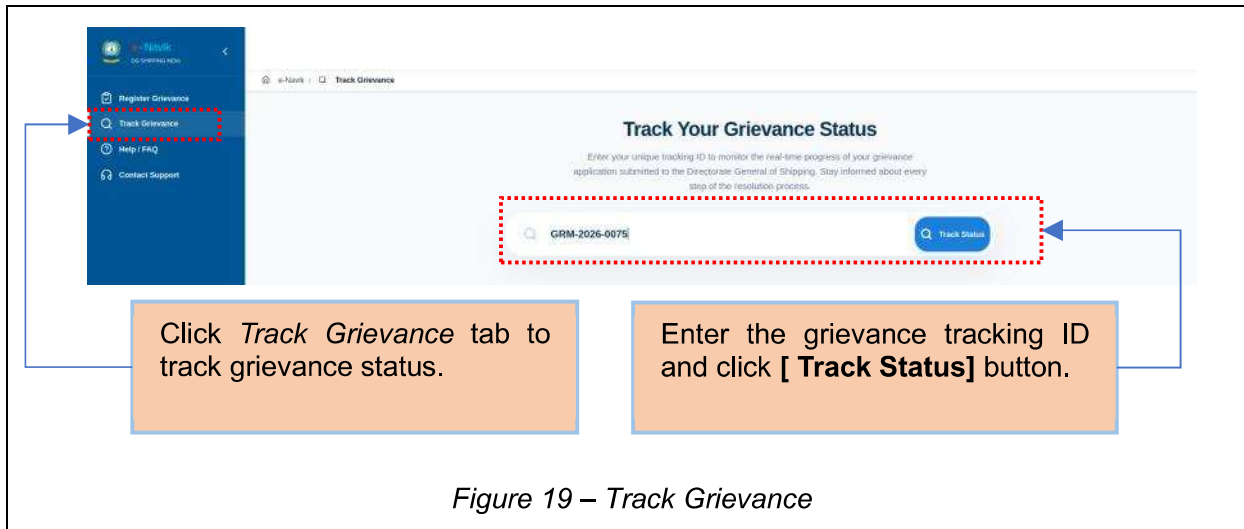 e-Navik
DG SHIPPING INDIA
Register Grievance
Track Grievance
Help / FAQ
Contact Support
e-Navik
Track Grievance
Track Your Grievance Status
Enter your unique tracking ID to monitor the real-time progress of your grievance
application submitted to the Directorate General of Shipping. Stay informed about every
step of the resolution process.
GRM-2026-0075
Track Status
Click Track Grievance tab to
track grievance status.
Enter the grievance tracking ID
and click [ Track Status] button.
Figure 19 – Track Grievance